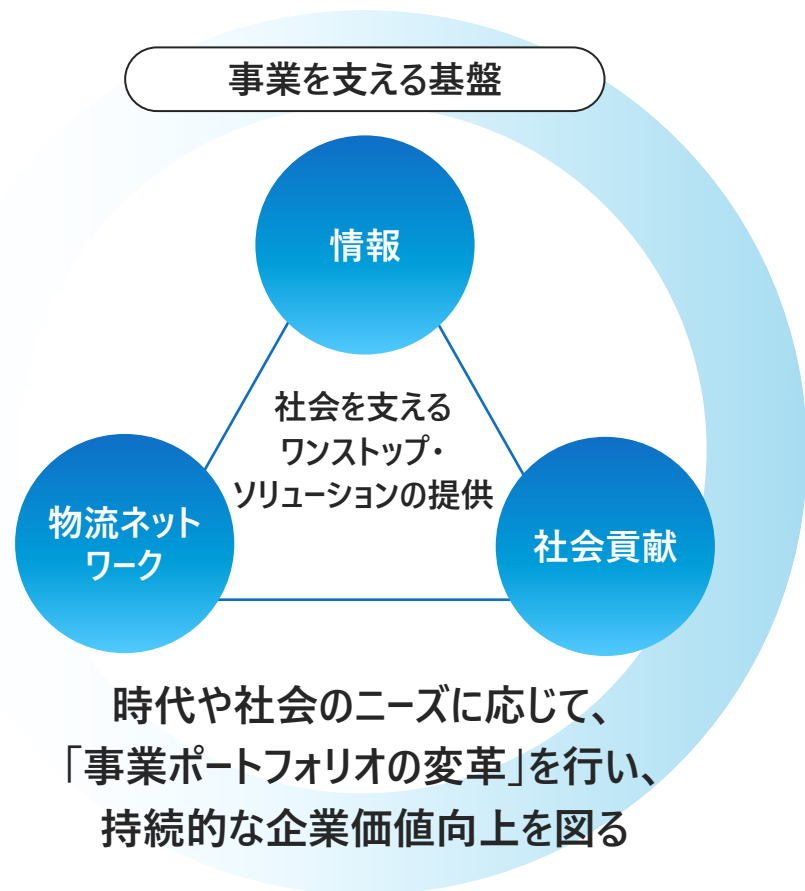 事業を支える基盤
情報
社会を支える
ワンストップ・
ソリューションの提供
物流ネット
ワーク
社会貢献
時代や社会のニーズに応じて、
「事業ポートフォリオの変革」を行い、
持続的な企業価値向上を図る